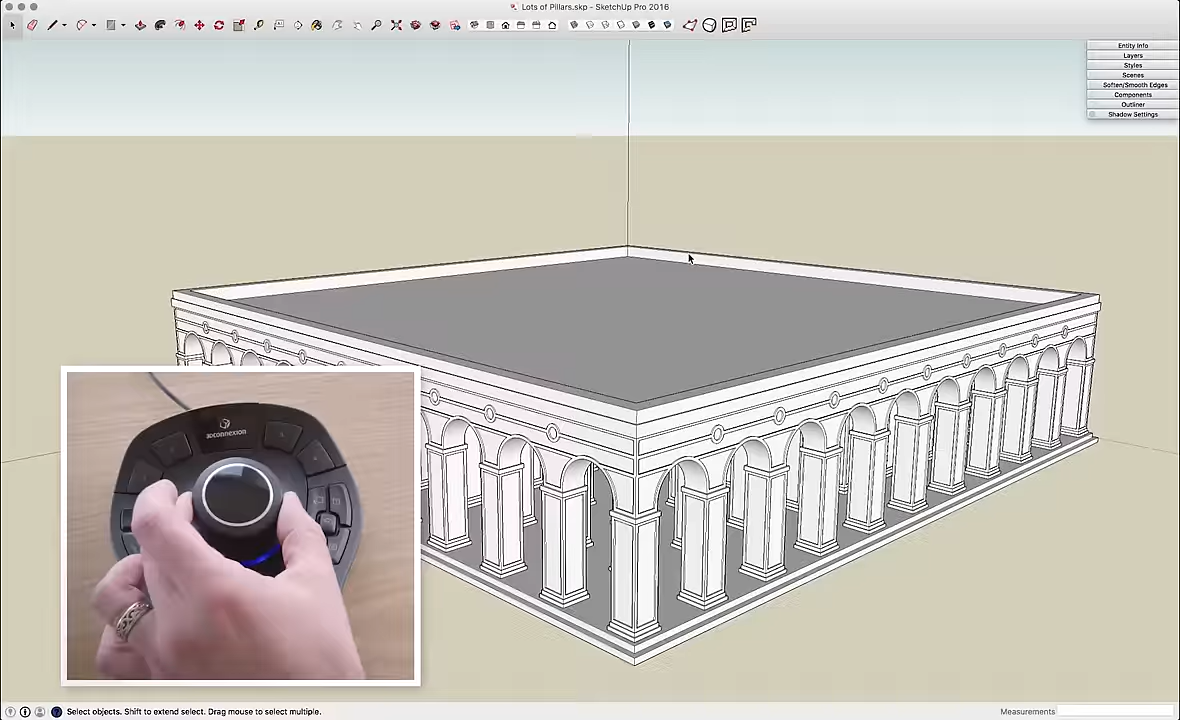 Lots of Pillars.skp - SketchUp Pro 2016
Entity Info
Layers
Styles
Scenes
Soften/Smooth Edges
Components
Outliner
Shadow Settings
3Dconnexion
Select objects. Shift to extend select. Drag mouse to select multiple.
Measurements